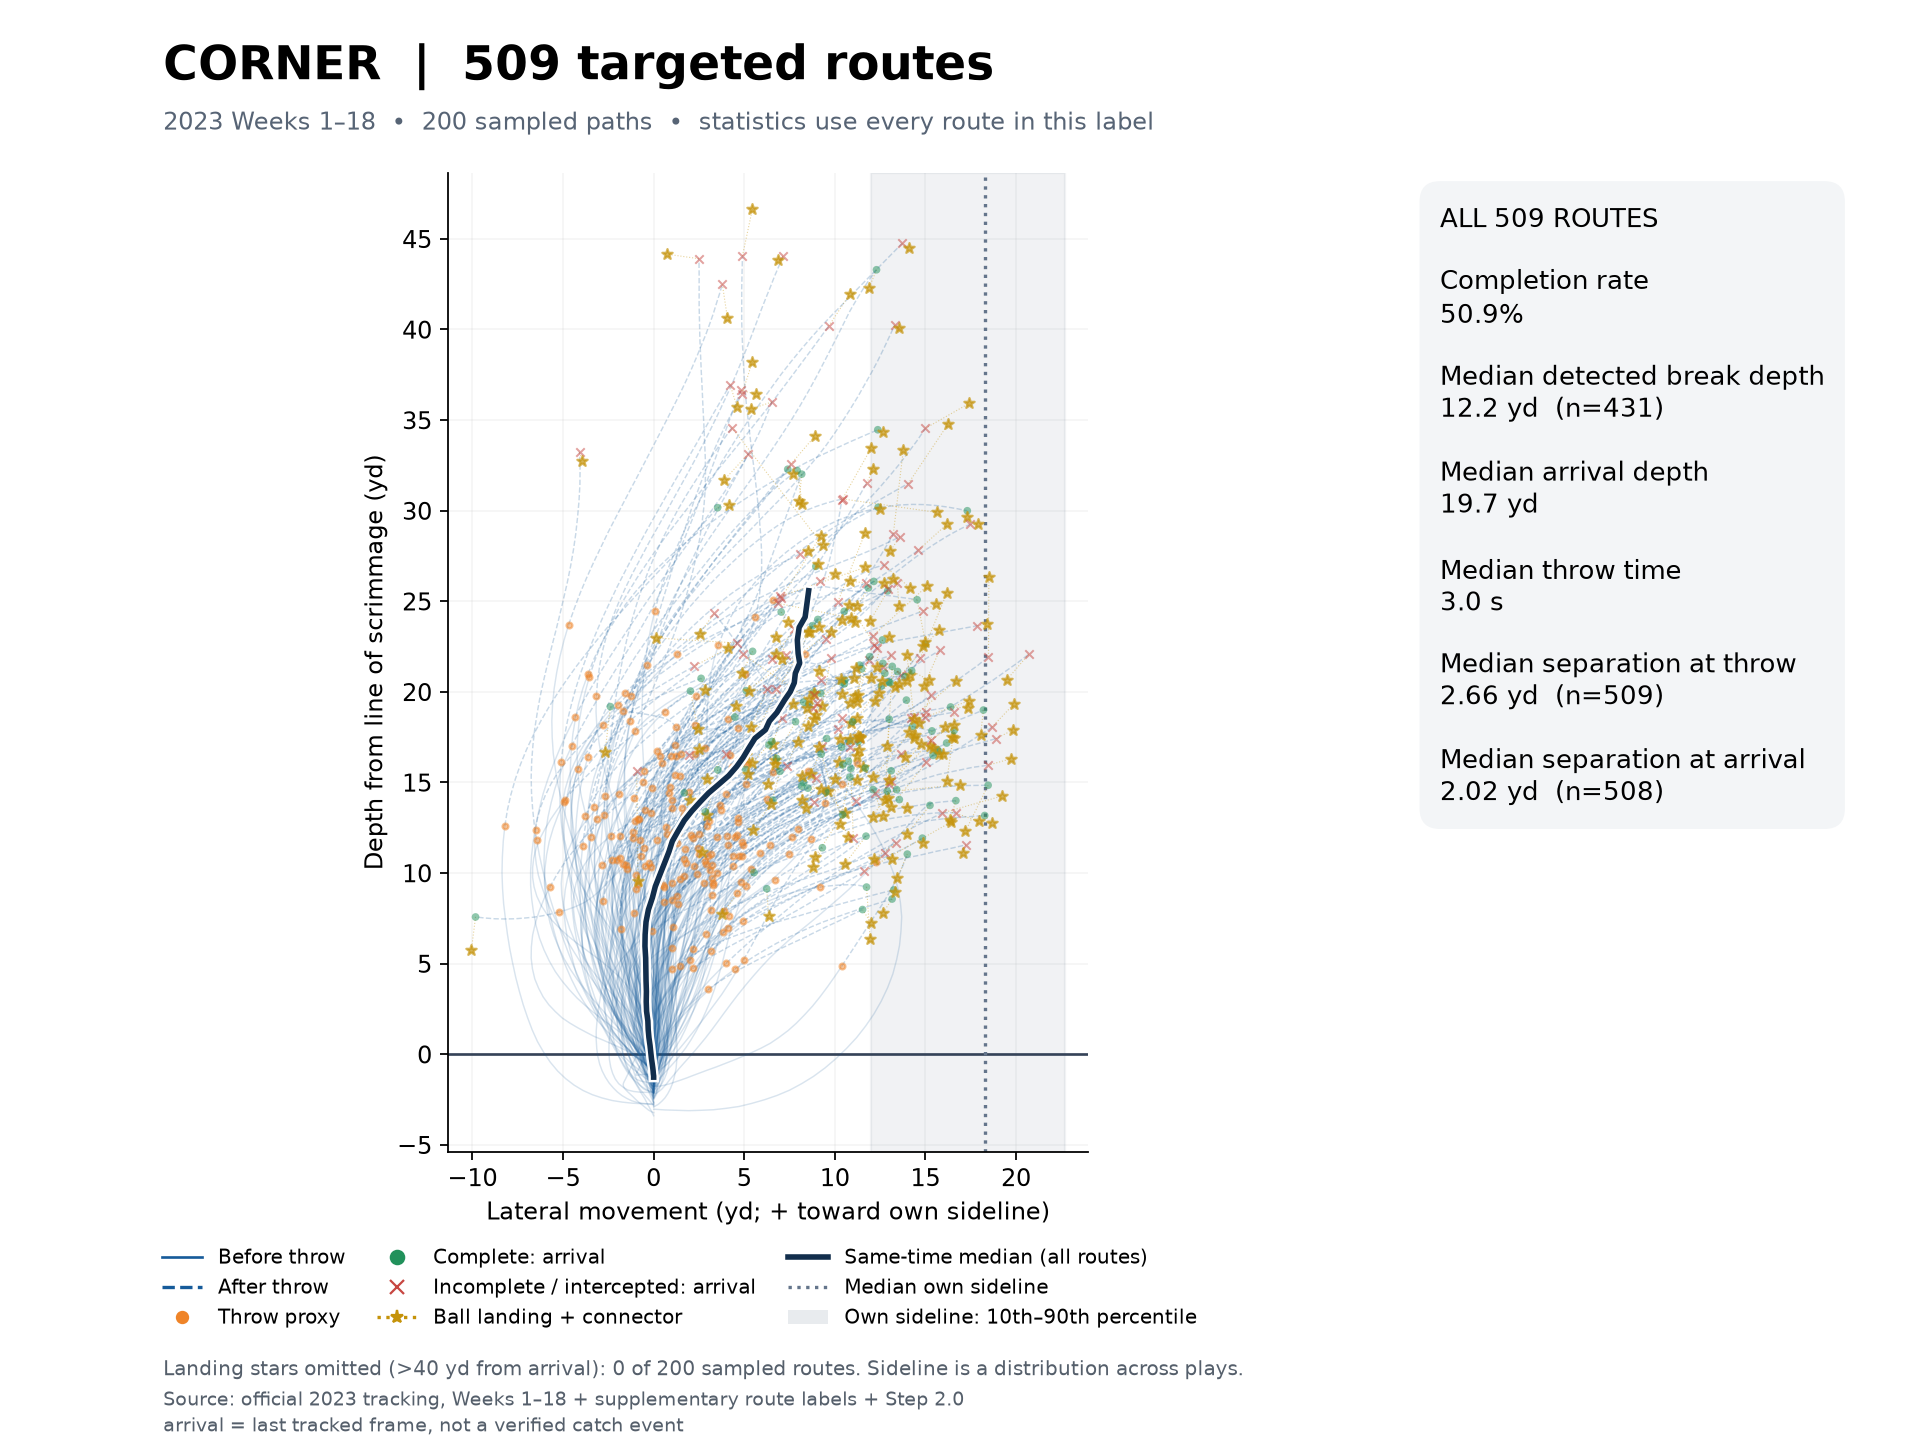 CORNER | 509 targeted routes
2023 Weeks 1–18 • 200 sampled paths • statistics use every route in this label
ALL 509 ROUTES
Completion rate
50.9%
Median detected break depth
12.2 yd (n=431)
Median arrival depth
19.7 yd
Median throw time
3.0 s
Median separation at throw
2.66 yd (n=509)
Median separation at arrival
2.02 yd (n=508)
Depth from line of scrimmage (yd)
45
40
35
30
25
20
15
10
5
0
−5
−10 −5 0 5 10 15 20
Lateral movement (yd; + toward own sideline)
Before throw
After throw
Throw proxy
Complete: arrival
Incomplete / intercepted: arrival
Ball landing + connector
Same-time median (all routes)
Median own sideline
Own sideline: 10th–90th percentile
Landing stars omitted (>40 yd from arrival): 0 of 200 sampled routes. Sideline is a distribution across plays.
Source: official 2023 tracking, Weeks 1–18 + supplementary route labels + Step 2.0
arrival = last tracked frame, not a verified catch event